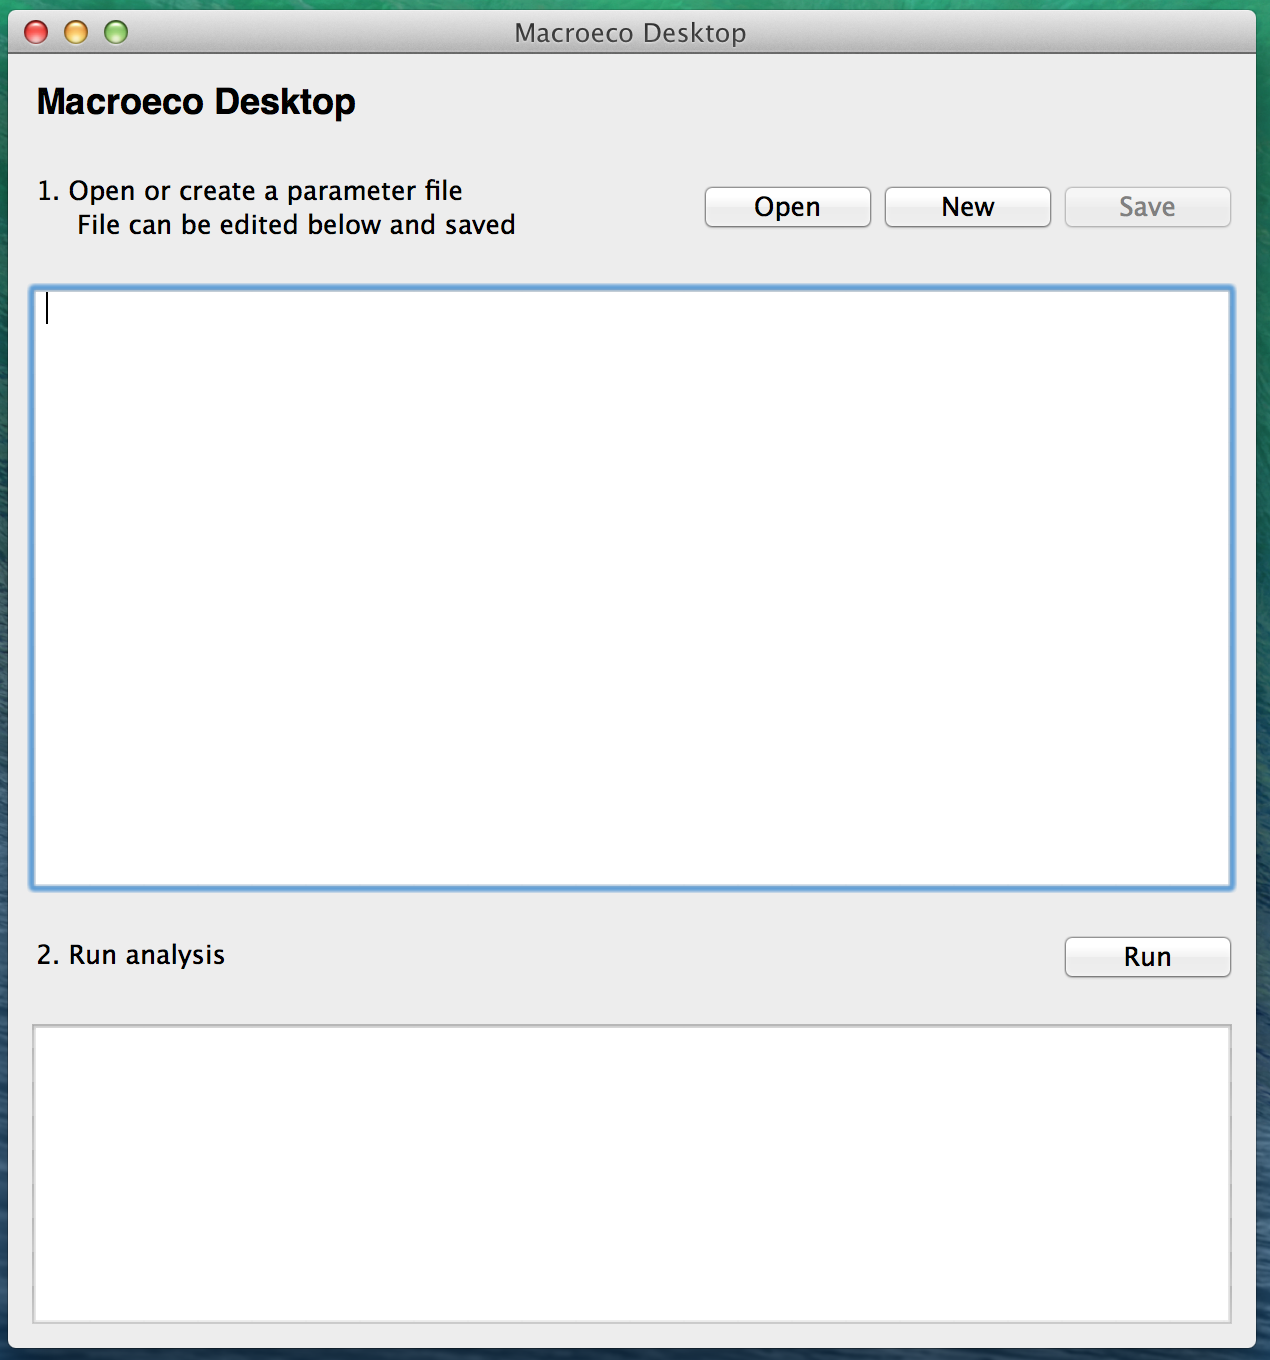 Macroeco Desktop
Macroeco Desktop
1. Open or create a parameter file
File can be edited below and saved
Open
New
Save
2. Run analysis
Run